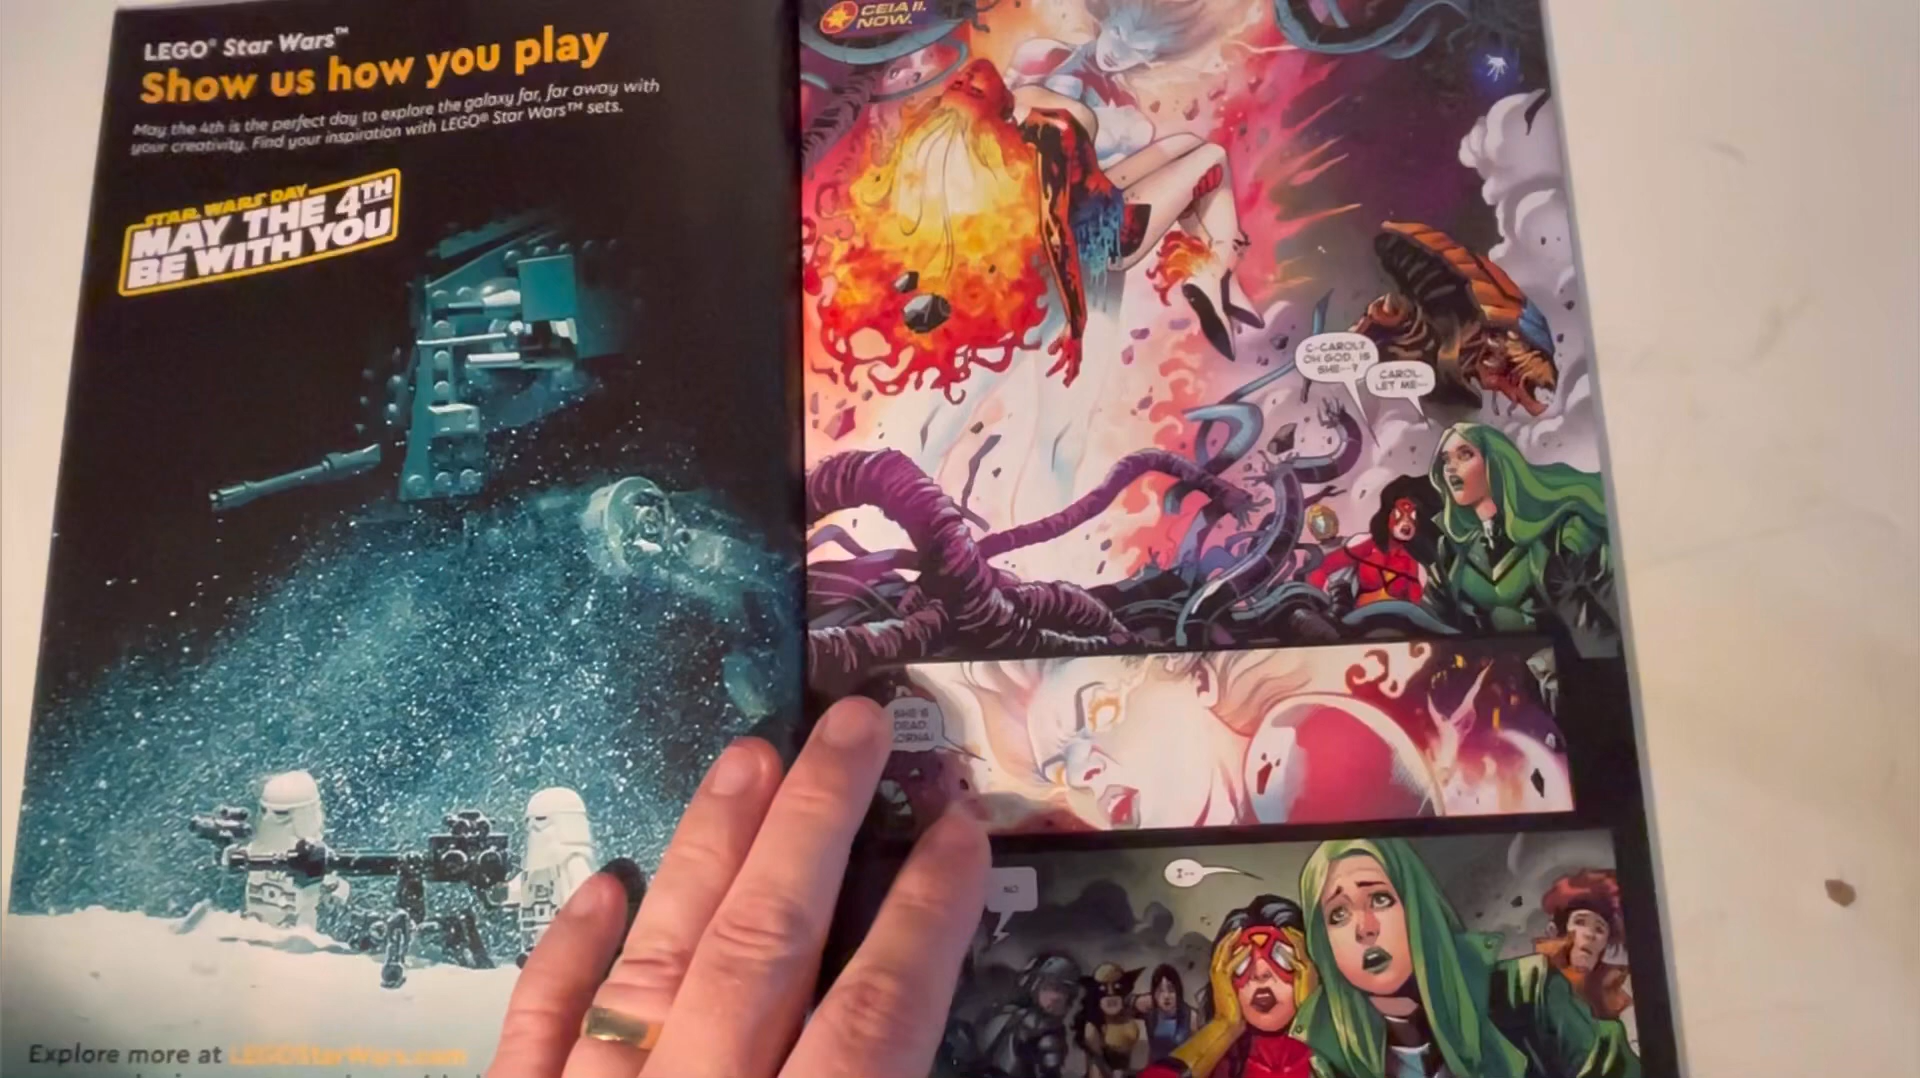 LEGO® Star Wars™
Show us how you play
May the 4th is the perfect day to explore the galaxy far, far away with
your creativity. Find your inspiration with LEGO® Star Wars™ sets.
STAR WARS DAY
MAY THE 4TH
BE WITH YOU
Explore more at LEGOStarWars.com
CEIA II.
NOW.
C-CAROL?
OH GOD, IS
SHE--?
CAROL,
LET ME--
SHE'S
DEAD,
LORNA!
NO
I--